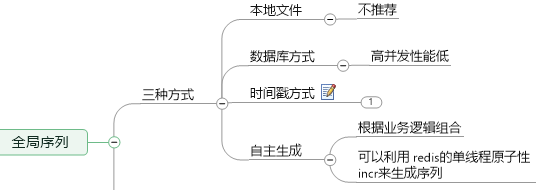 本地文件
不推荐
数据库方式
高并发性能低
时间戳方式
1
三种方式
全局序列
自主生成
根据业务逻辑组合
可以利用 redis的单线程原子性
incr来生成序列